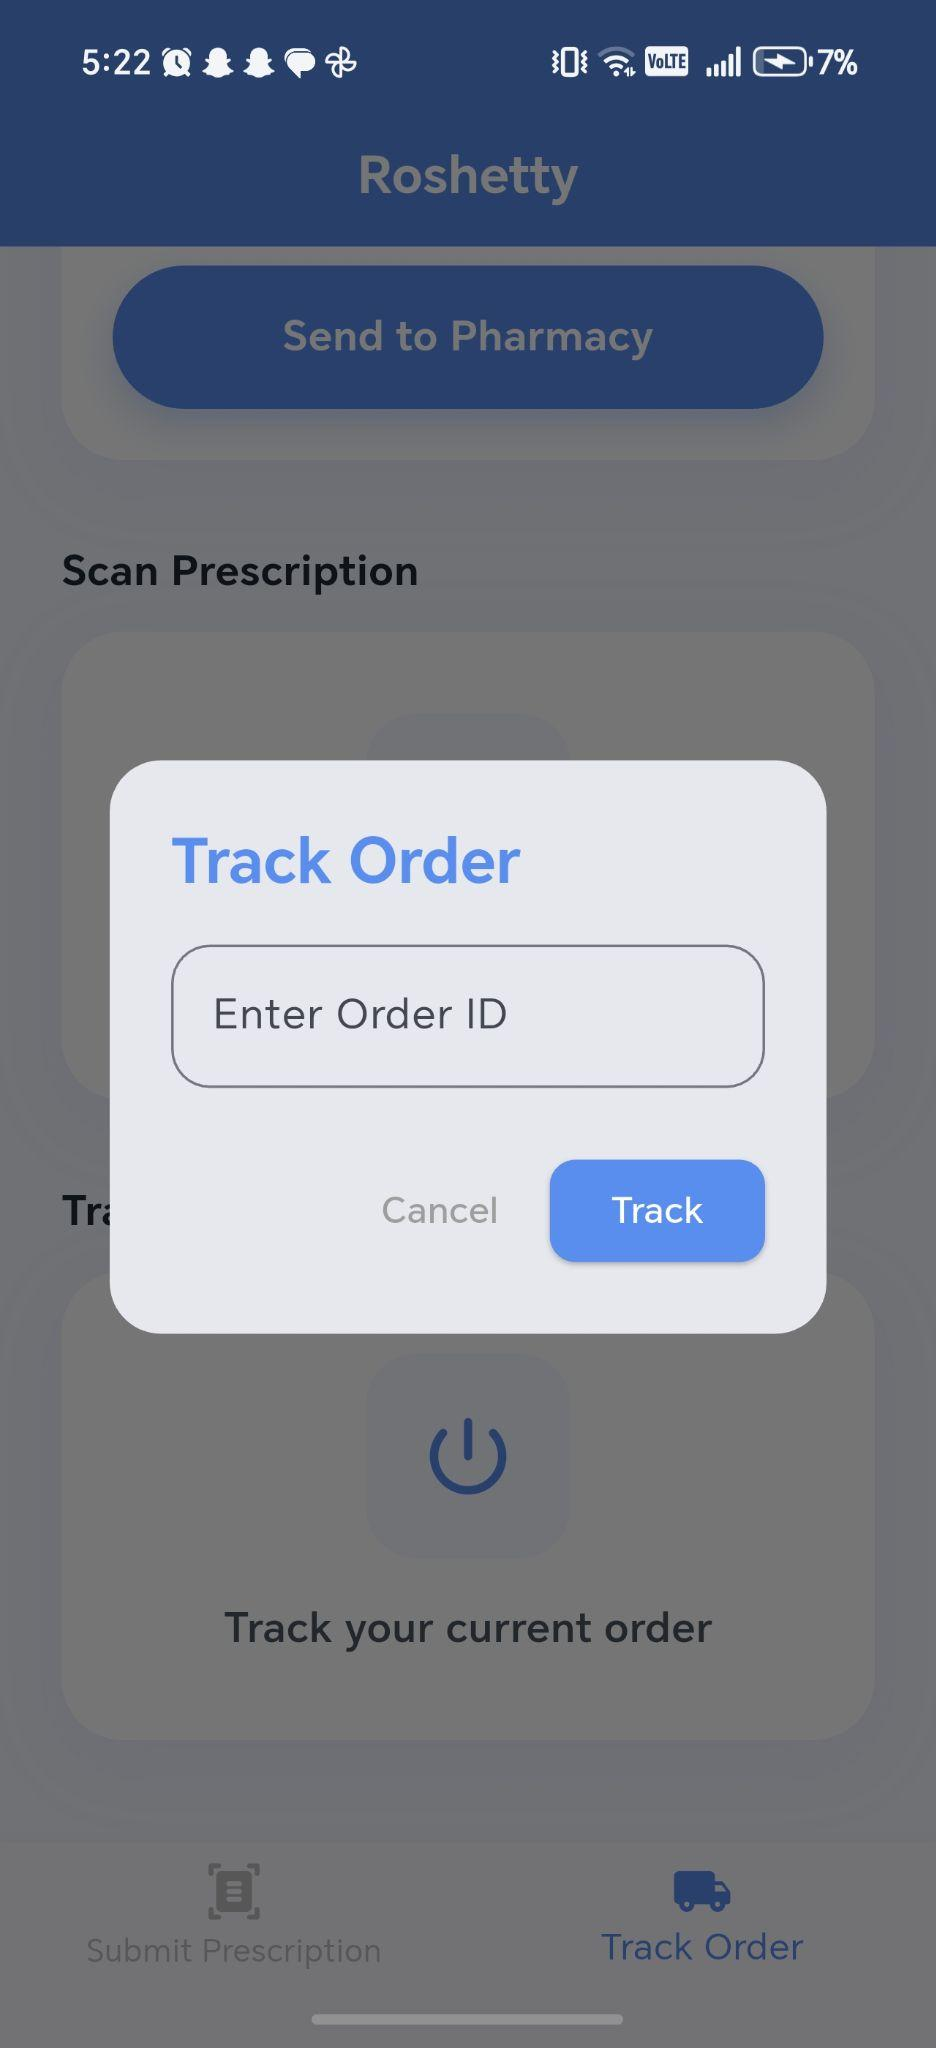 5:22
VoLTE
7%
Roshetty
Send to Pharmacy
Scan Prescription
Track Order
Enter Order ID
Cancel
Track
Track your current order
Submit Prescription
Track Order